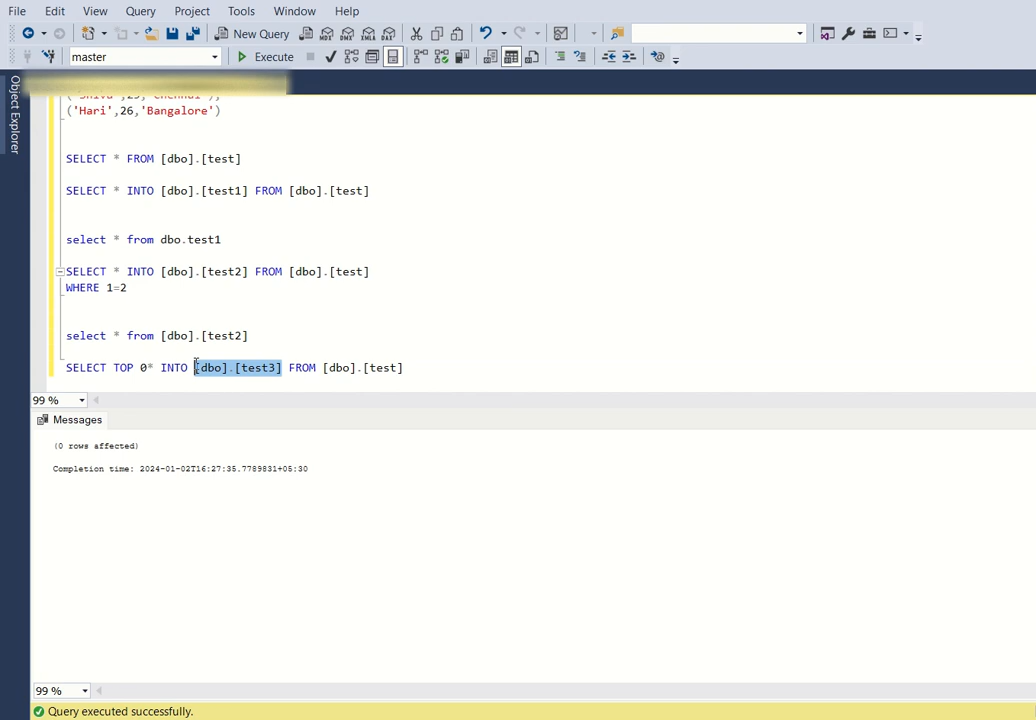 File Edit View Query Project Tools Window Help
New Query
master Execute
Object Explorer
('Hari',26,'Bangalore')
SELECT * FROM [dbo].[test]
SELECT * INTO [dbo].[test1] FROM [dbo].[test]
select * from dbo.test1
SELECT * INTO [dbo].[test2] FROM [dbo].[test]
WHERE 1=2
select * from [dbo].[test2]
SELECT TOP 0* INTO [dbo].[test3] FROM [dbo].[test]
99 %
Messages
(0 rows affected)
Completion time: 2024-01-02T16:27:35.7789831+05:30
99 %
Query executed successfully.